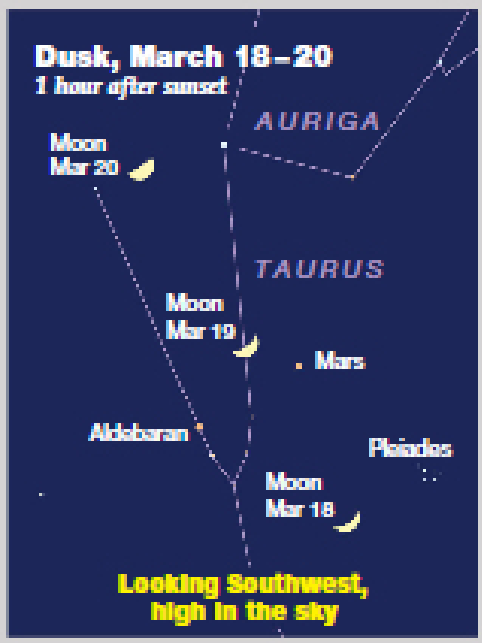 Dusk, March 18–20
1 hour after sunset
AURIGA
Moon
Mar 20
TAURUS
Moon
Mar 19
Mars
Aldebaran
Pleiades
Moon
Mar 18
Looking Southwest,
high in the sky